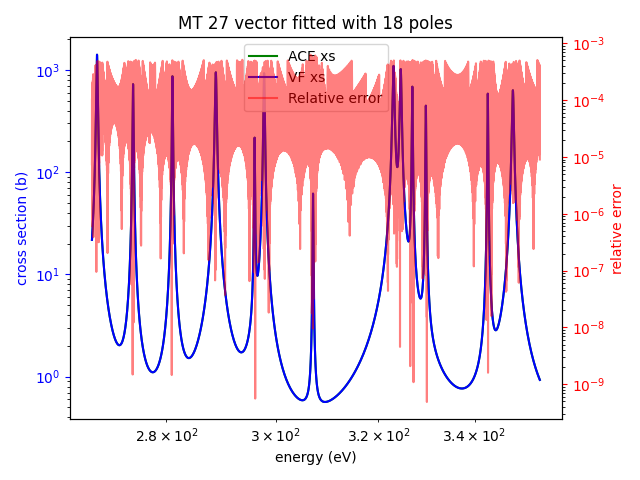 MT 27 vector fitted with 18 poles
ACE xs
VF xs
Relative error
cross section (b)
10³
10²
10¹
10⁰
relative error
10⁻³
10⁻⁴
10⁻⁵
10⁻⁶
10⁻⁷
10⁻⁸
10⁻⁹
2.8 × 10² 3 × 10² 3.2 × 10² 3.4 × 10²
energy (eV)